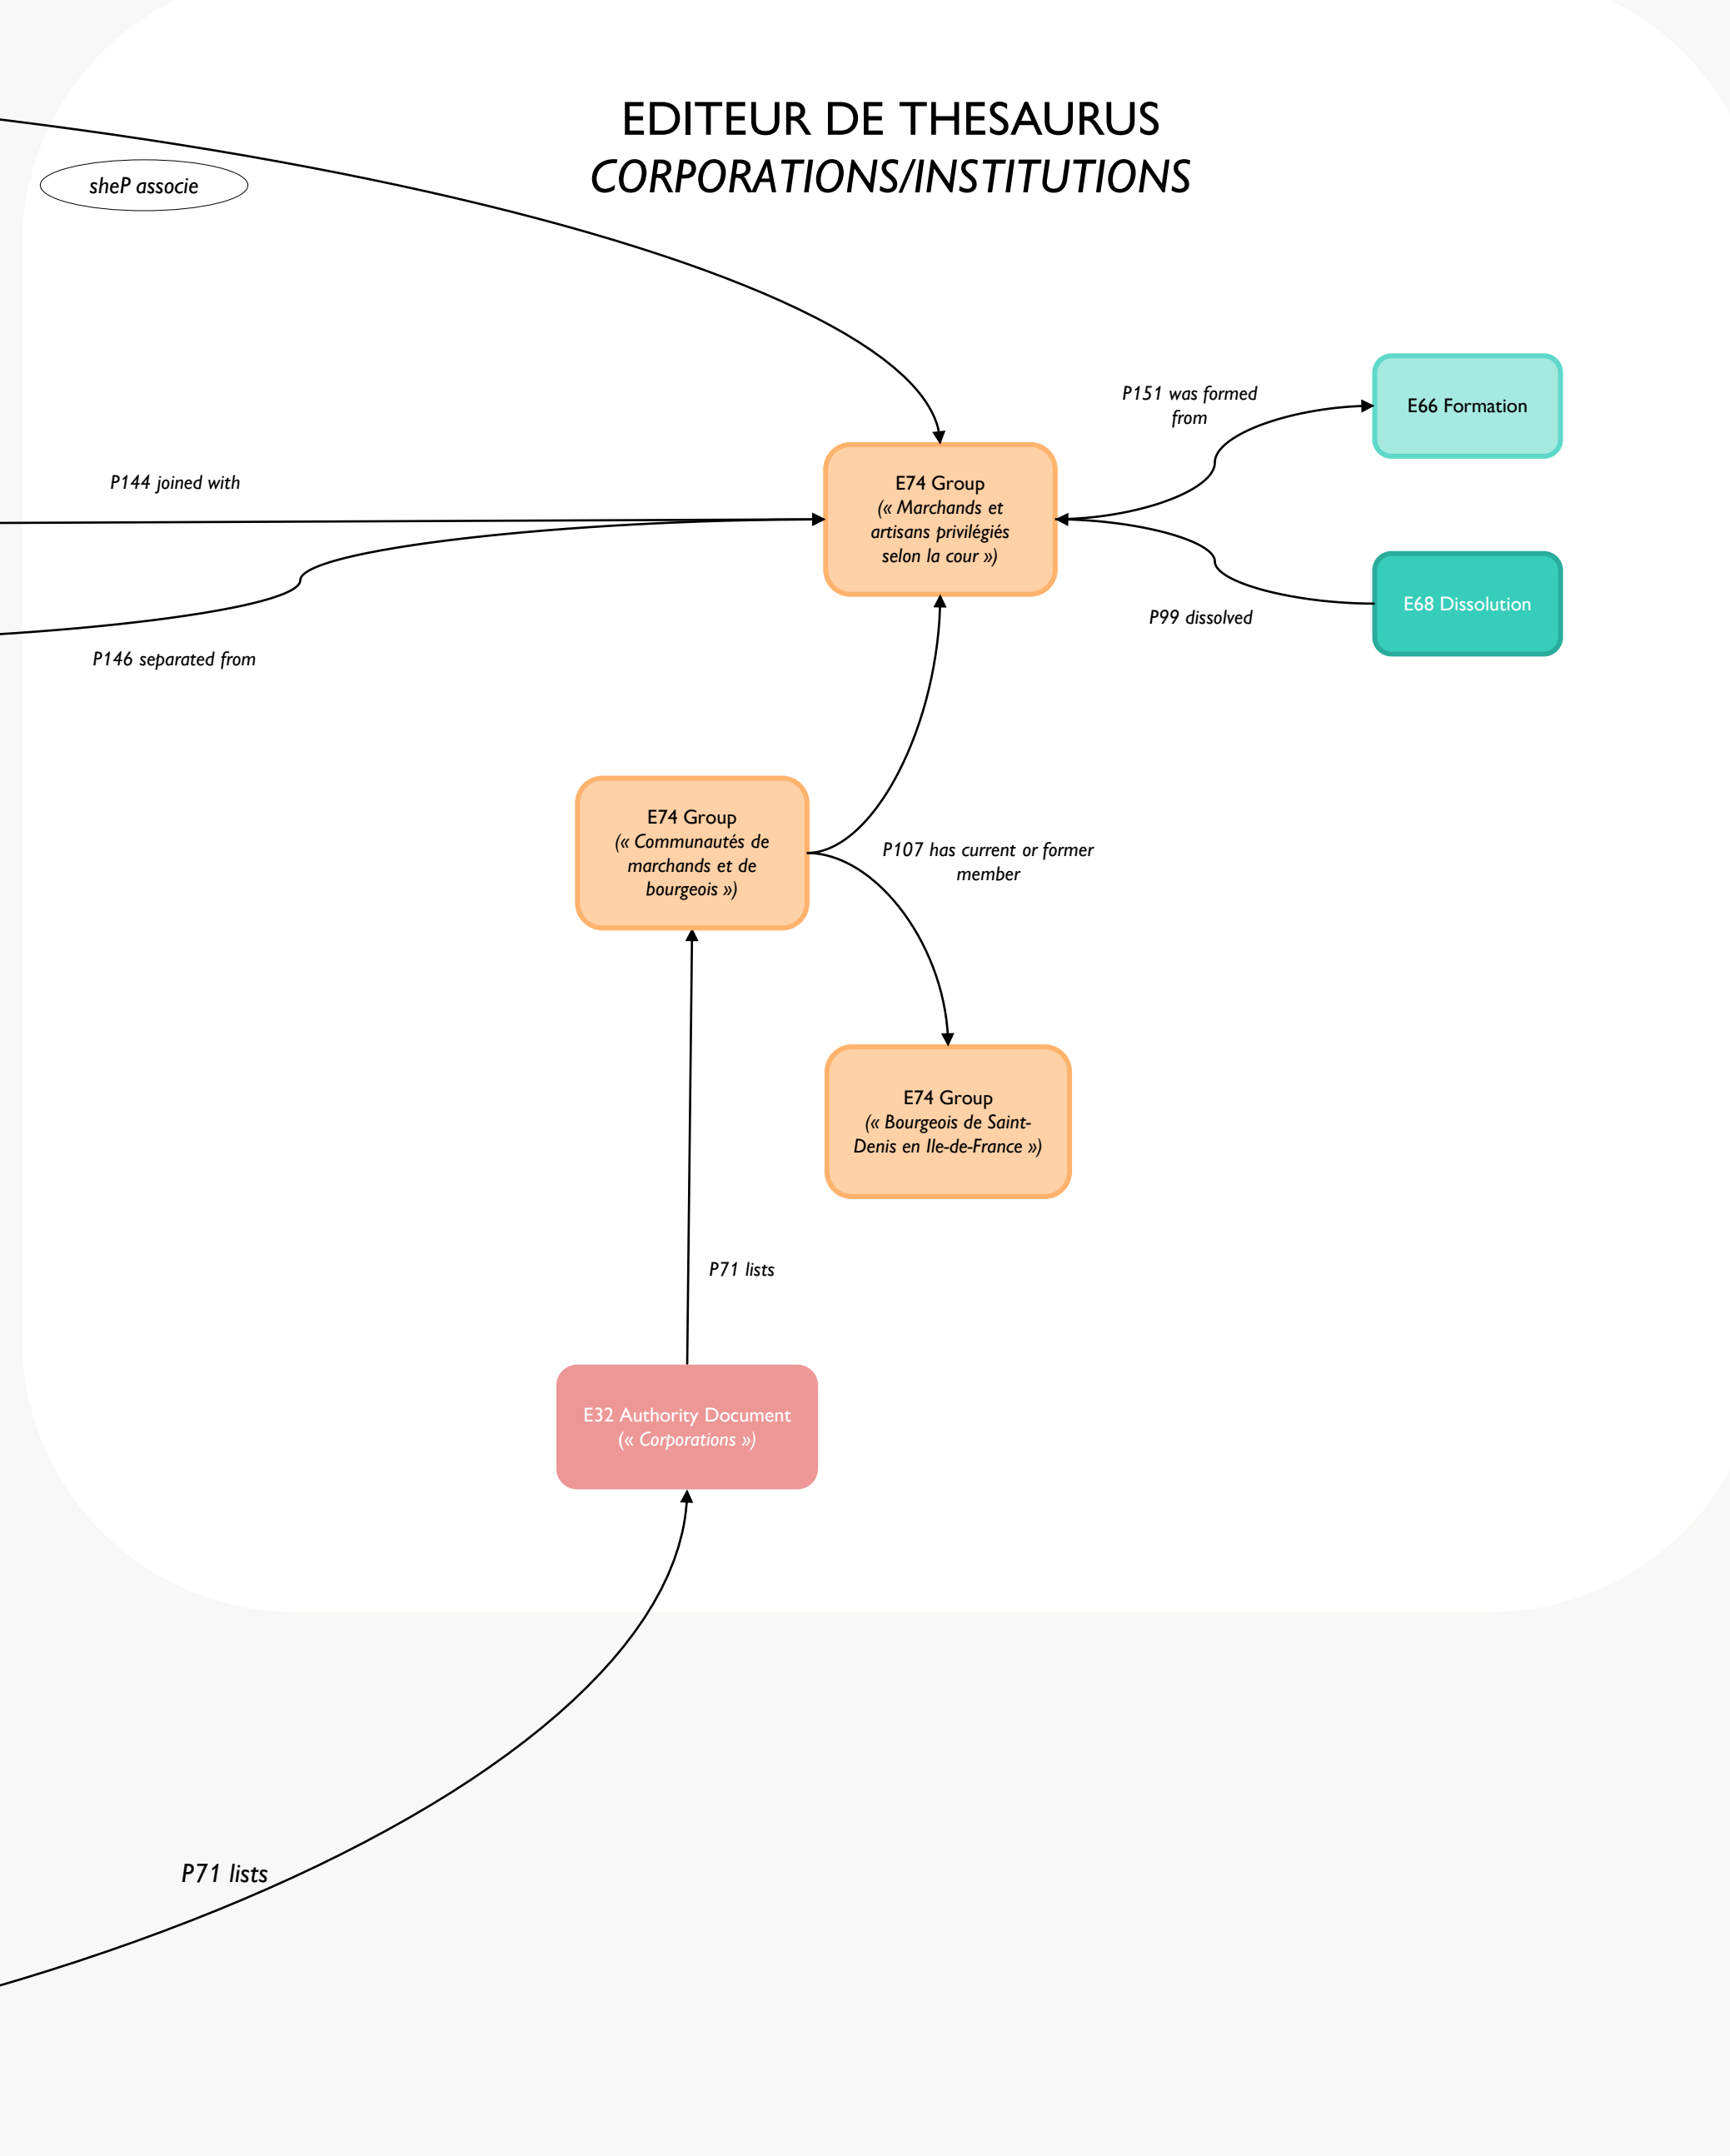 EDITEUR DE THESAURUS
CORPORATIONS/INSTITUTIONS
sheP associe
P151 was formed
from
E66 Formation
P144 joined with
E74 Group
(« Marchands et
artisans privilégiés
selon la cour »)
E68 Dissolution
P99 dissolved
P146 separated from
E74 Group
(« Communautés de
marchands et de
bourgeois »)
P107 has current or former
member
E74 Group
(« Bourgeois de Saint-
Denis en Ile-de-France »)
P71 lists
E32 Authority Document
(« Corporations »)
P71 lists